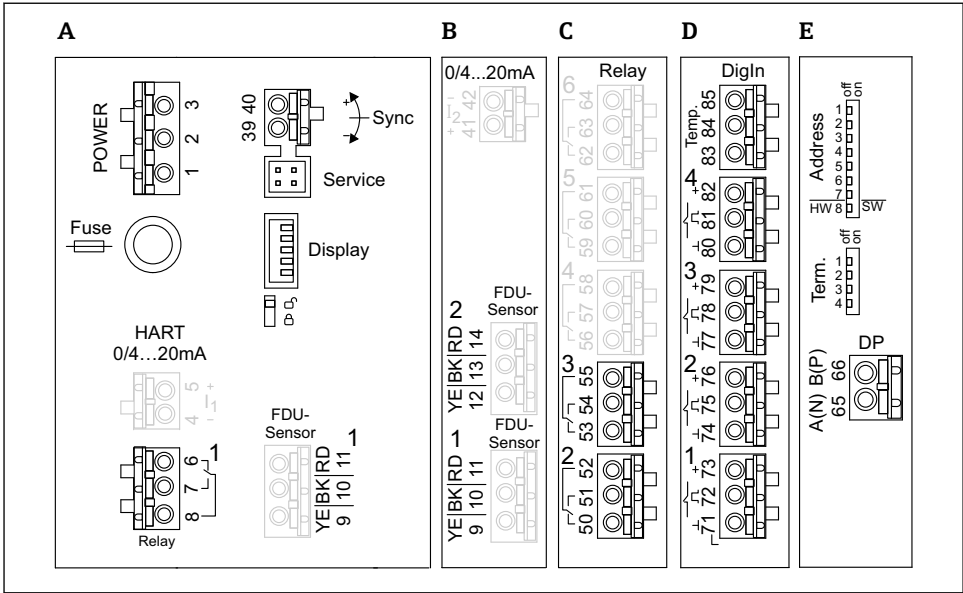 A
POWER
3
2
1
39 40
+
−
Sync
Service
Fuse
Display
HART
0/4...20mA
4 5
− I1 +
6
7
8
1
Relay
FDU-
Sensor
1
YE|BK|RD
9 |10| 11
B
0/4...20mA
− I2 +
41 42
FDU-
Sensor
2
YE|BK|RD
12 |13| 14
FDU-
Sensor
1
YE|BK|RD
9 |10| 11
C
Relay
6
62 63 64
5
59 60 61
4
56 57 58
3
53 54 55
2
50 51 52
D
DigIn
Temp.
83 84 85
4
80 81 82
+
3
77 78 79
+
2
74 75 76
+
1
71 72 73
+
E
off
on
Address
1
2
3
4
5
6
7
HW 8 SW
off
on
Term.
1
2
3
4
DP
A(N) B(P)
65 66